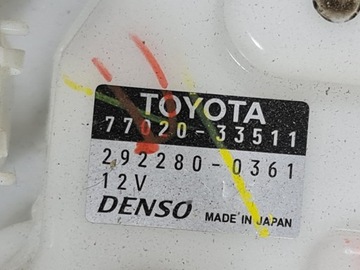 TOYOTA
77020-33511
292280-0361
12V
DENSO MADE IN JAPAN